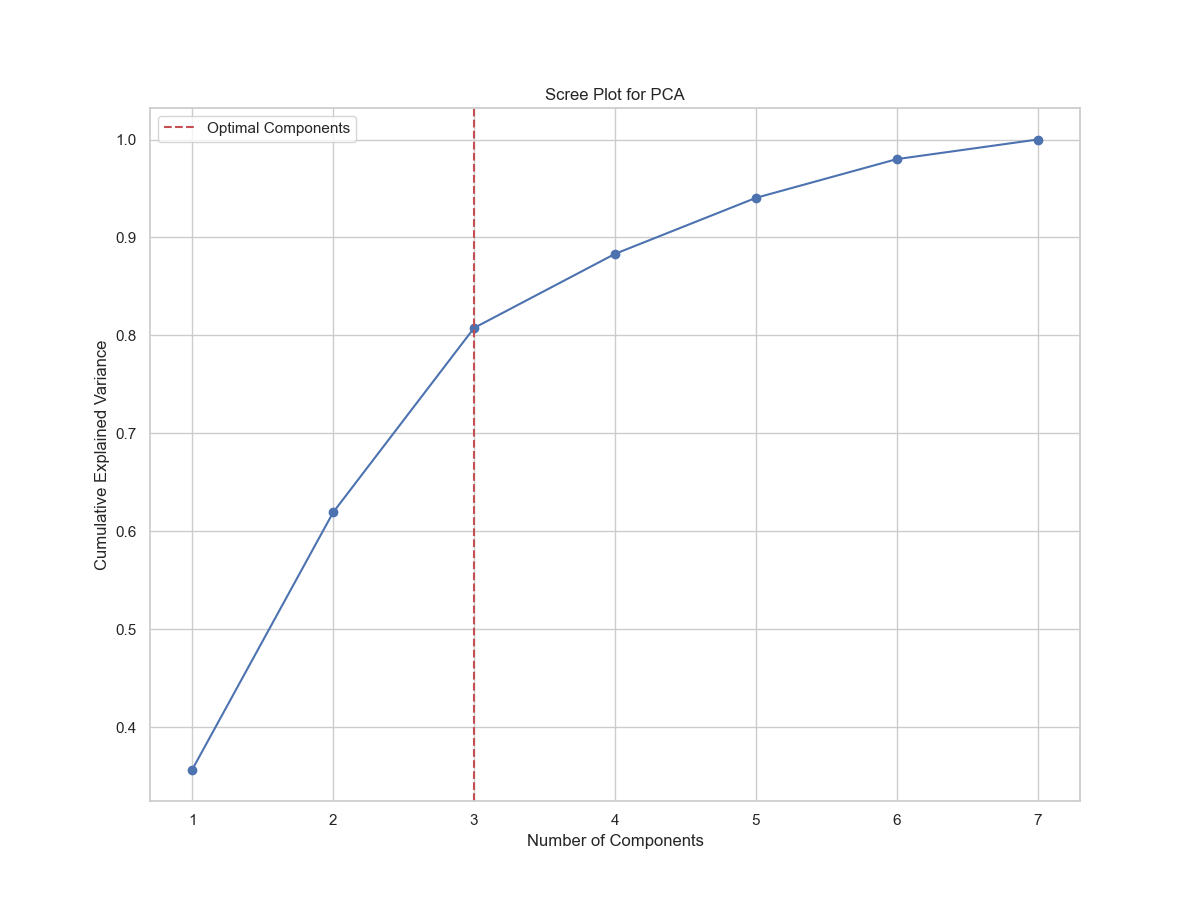 Scree Plot for PCA
Optimal Components
1.0
0.9
0.8
0.7
0.6
0.5
0.4
Cumulative Explained Variance
1 2 3 4 5 6 7
Number of Components